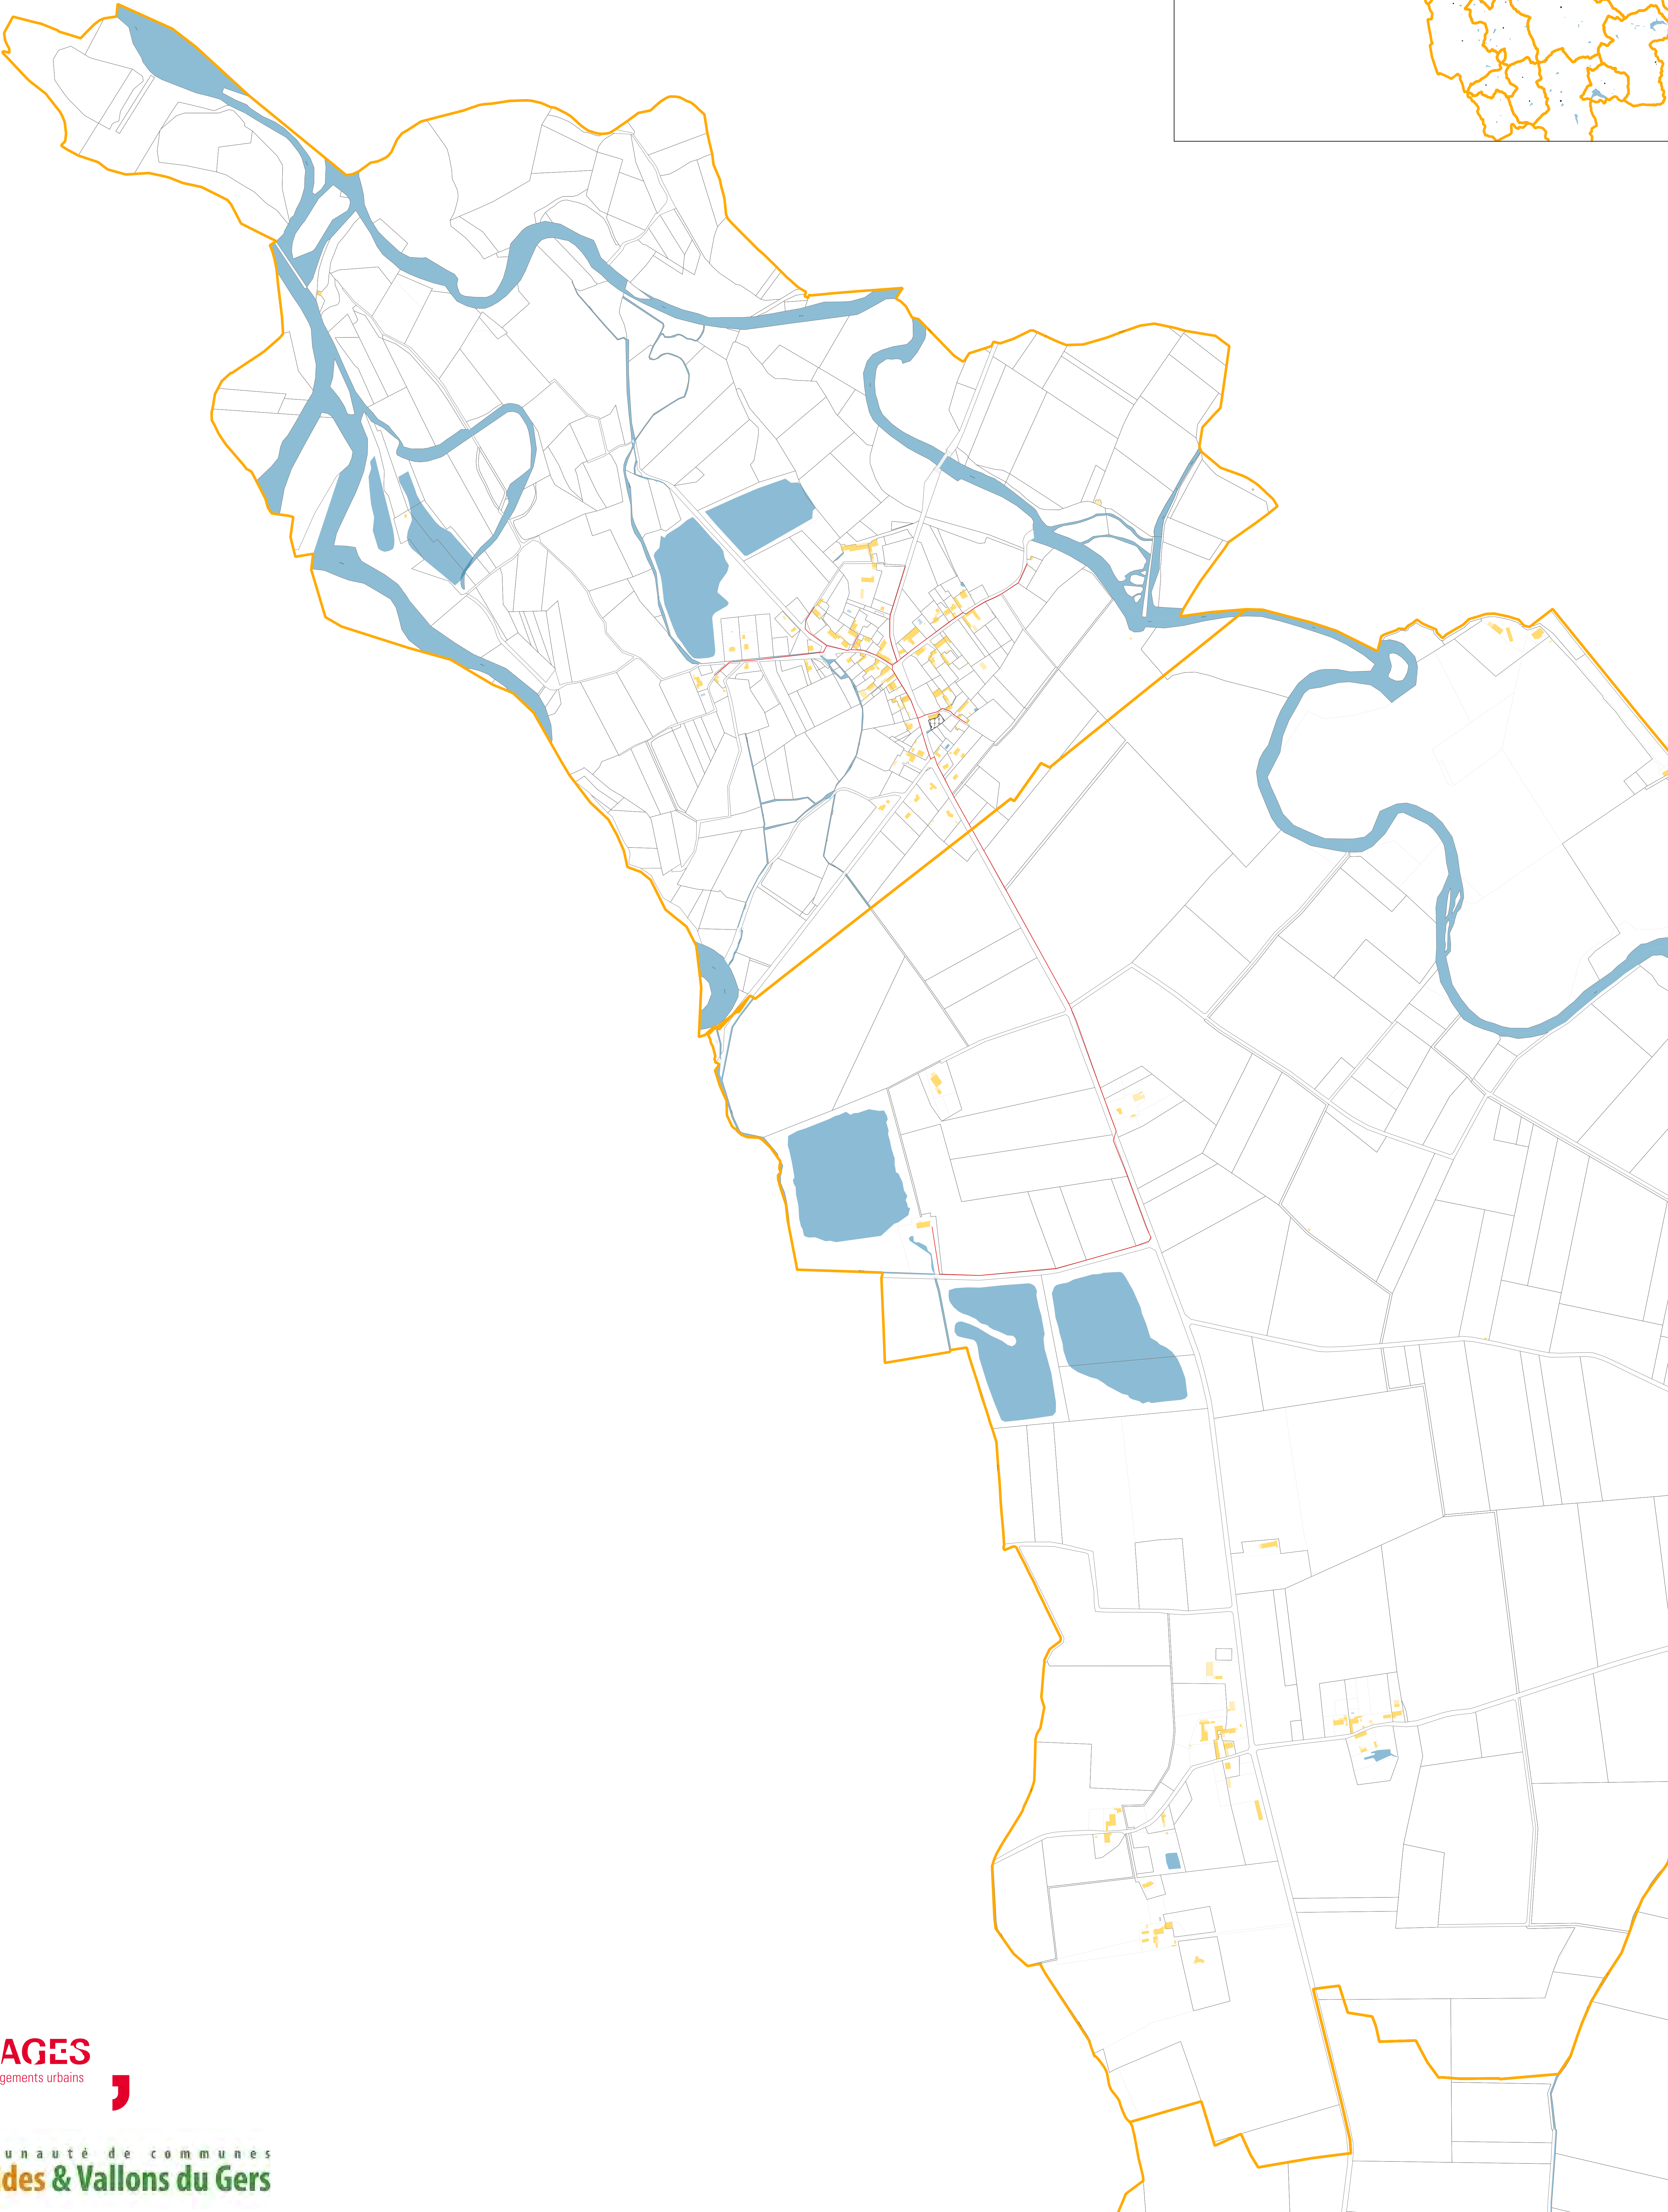 AGES
gements urbains
unauté de communes
des & Vallons du Gers